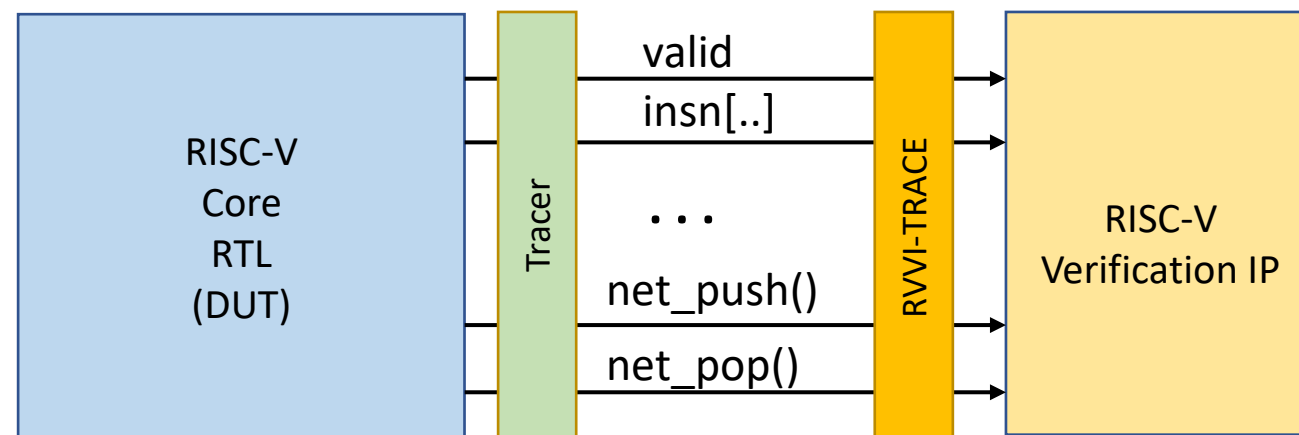 RISC-V
Core
RTL
(DUT)
Tracer
valid
insn[..]
...
net_push()
net_pop()
RVVI-TRACE
RISC-V
Verification IP